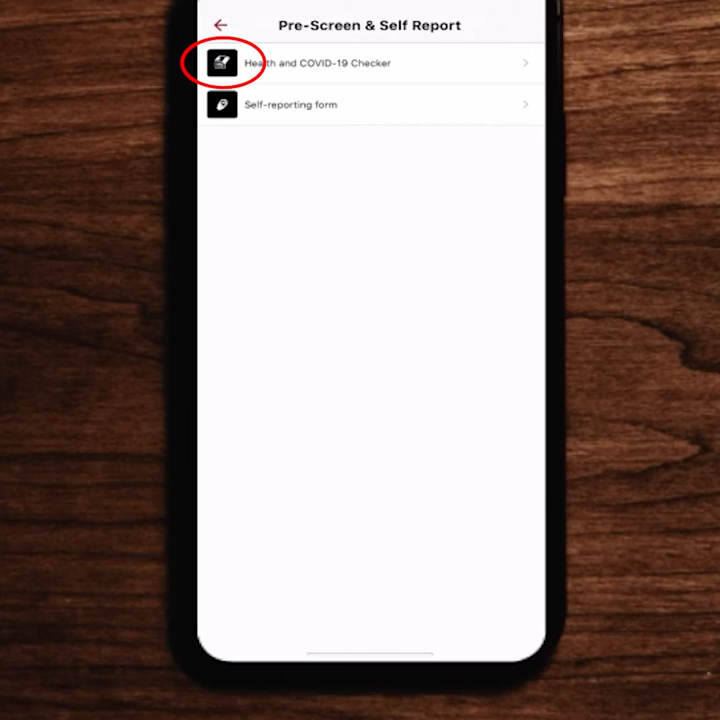 Pre-Screen & Self Report
Health and COVID-19 Checker
Self-reporting form